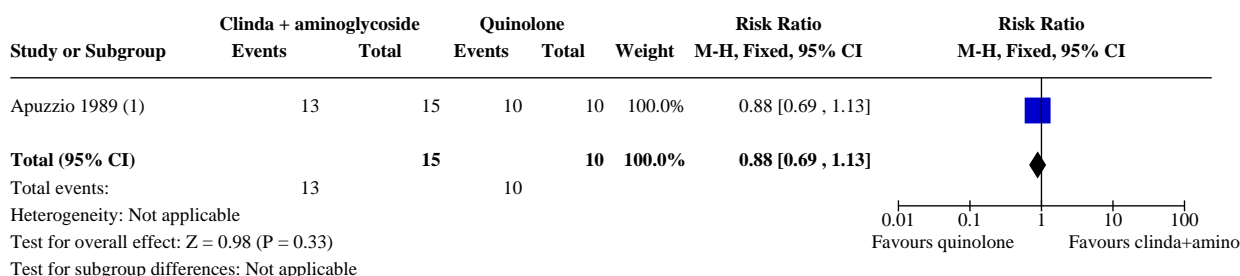 Clinda + aminoglycoside Quinolone Risk Ratio Risk Ratio
Study or Subgroup Events Total Events Total Weight M-H, Fixed, 95% CI M-H, Fixed, 95% CI
Apuzzio 1989 (1) 13 15 10 10 100.0% 0.88 [0.69 , 1.13]
Total (95% CI) 15 10 100.0% 0.88 [0.69 , 1.13]
Total events: 13 10
Heterogeneity: Not applicable
0.01 0.1 1 10 100
Test for overall effect: Z = 0.98 (P = 0.33)
Favours quinolone Favours clinda+amino
Test for subgroup differences: Not applicable